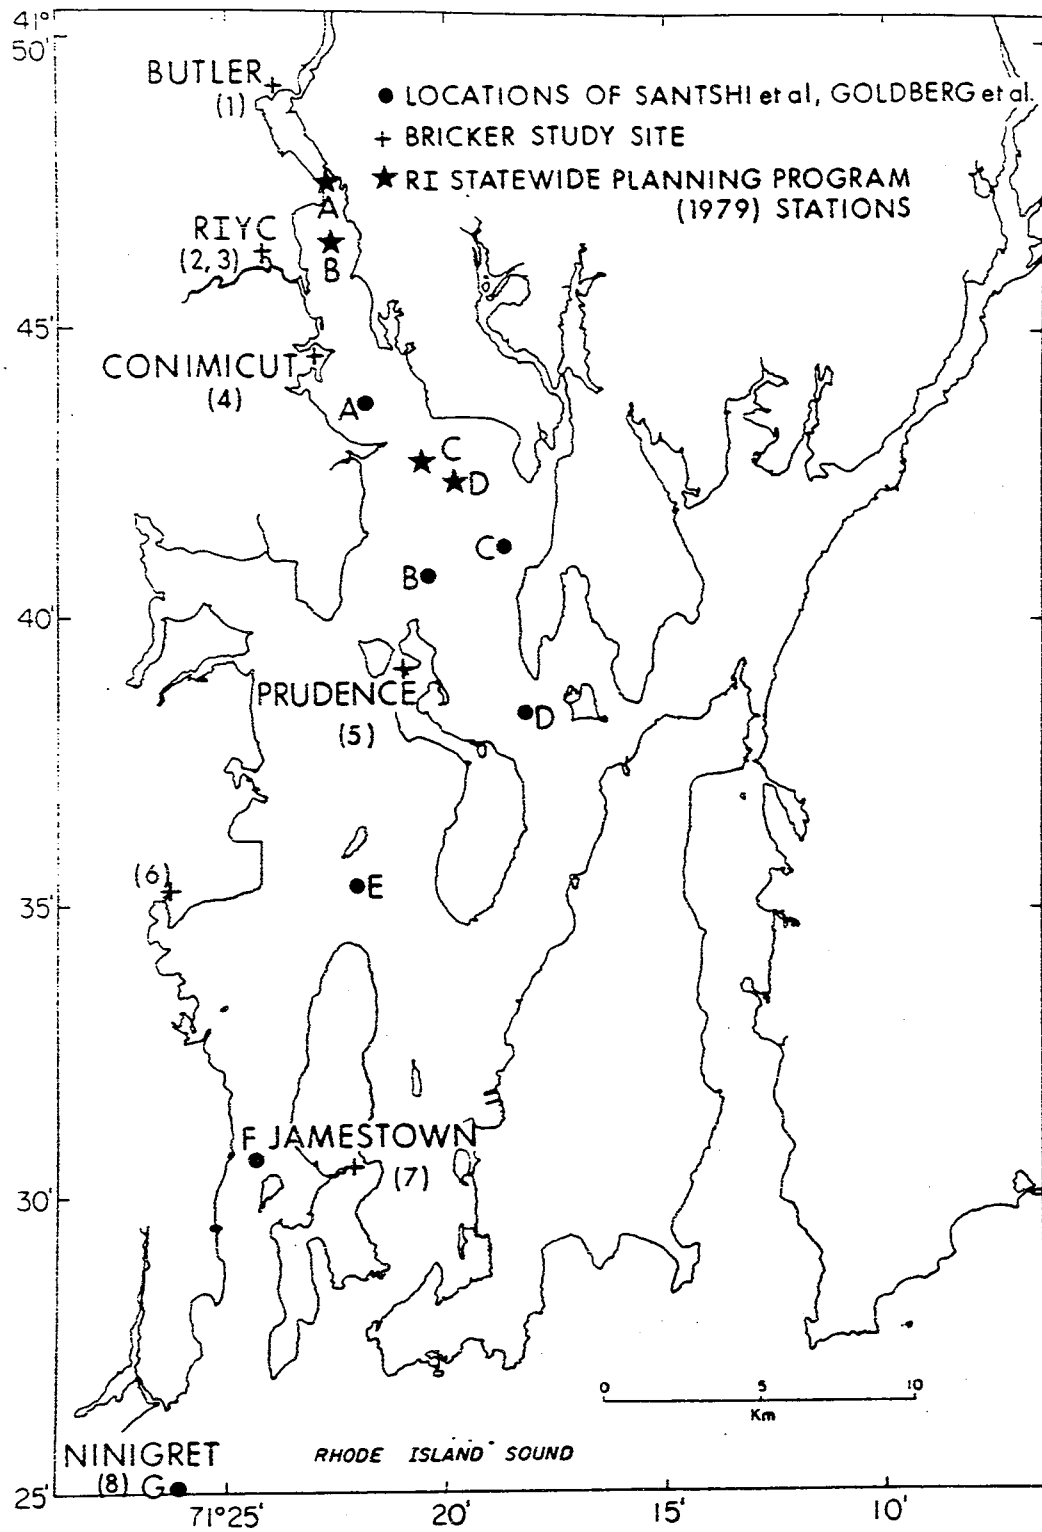 41°
50'
BUTLER
(1)
● LOCATIONS OF SANTSHI et al, GOLDBERG et al.
+ BRICKER STUDY SITE
★ RI STATEWIDE PLANNING PROGRAM
(1979) STATIONS
A
RIYC
(2,3)
B
45'
CONIMICUT
(4)
A
C
D
C
B
40'
PRUDENCE
(5)
D
(6)
E
35'
F JAMESTOWN
(7)
30'
0 5 10
Km
NINIGRET
(8) G
RHODE ISLAND SOUND
25'
71°25' 20' 15' 10'